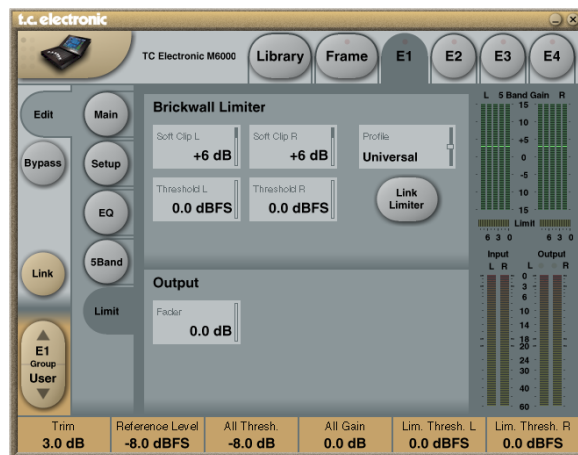 t.c. electronic
TC Electronic M6000
Library
Frame
E1
E2
E3
E4
Edit
Bypass
Link
E1
Group
User
Main
Setup
EQ
5Band
Limit
Brickwall Limiter
Soft Clip L
+6 dB
Soft Clip R
+6 dB
Profile
Universal
Threshold L
0.0 dBFS
Threshold R
0.0 dBFS
Link
Limiter
Output
Fader
0.0 dB
L 5 Band Gain R
15
10
+5
0
-5
10
15
Limit
6 3 0 6 3 0
Input Output
L R L R
0
3
6
10
14
18
20
24
30
40
60
Trim
3.0 dB
Reference Level
-8.0 dBFS
All Thresh.
-8.0 dB
All Gain
0.0 dB
Lim. Thresh. L
0.0 dBFS
Lim. Thresh. R
0.0 dBFS